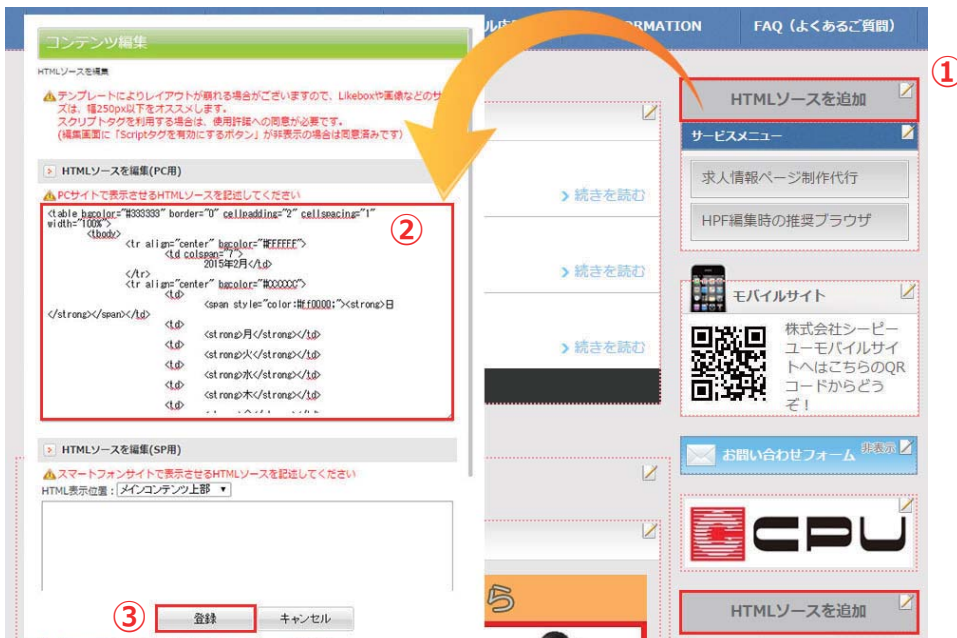 コンテンツ編集
HTMLソースを編集
テンプレートによりレイアウトが崩れる場合がございますので、Likeboxや画像などのサ
ズは、幅250px以下をオススメします。
スクリプトタグを利用する場合は、使用許諾への同意が必要です。
(編集画面に「Scriptタグを有効にするボタン」が非表示の場合は同意済みです)
HTMLソースを編集(PC用)
PCサイトで表示させるHTMLソースを記述してください
②
<table bgcolor="#333333" border="0" cellpadding="2" cellspacing="1"
width="100%">
<tbody>
<tr align="center" bgcolor="#FFFFFF">
<td colspan="7">
2015年2月</td>
</tr>
<tr align="center" bgcolor="#CCCCCC">
<td>
<span style="color:#ff0000;"><strong>日
</strong></span></td>
<td>
<strong>月</strong></td>
<td>
<strong>火</strong></td>
<td>
<strong>水</strong></td>
<td>
<strong>木</strong></td>
<td>
HTMLソースを編集(SP用)
スマートフォンサイトで表示させるHTMLソースを記述してください
HTML表示位置：メインコンテンツ上部 ▼
③
登録
キャンセル
RMATION
FAQ（よくあるご質問）
続きを読む
続きを読む
続きを読む
ら
①
HTMLソースを追加
サービスメニュー
求人情報ページ制作代行
HPF編集時の推奨ブラウザ
モバイルサイト
株式会社シーピー
ユーモバイルサイ
トへはこちらのQR
コードからどう
ぞ！
お問い合わせフォーム 非表示
CPU
HTMLソースを追加